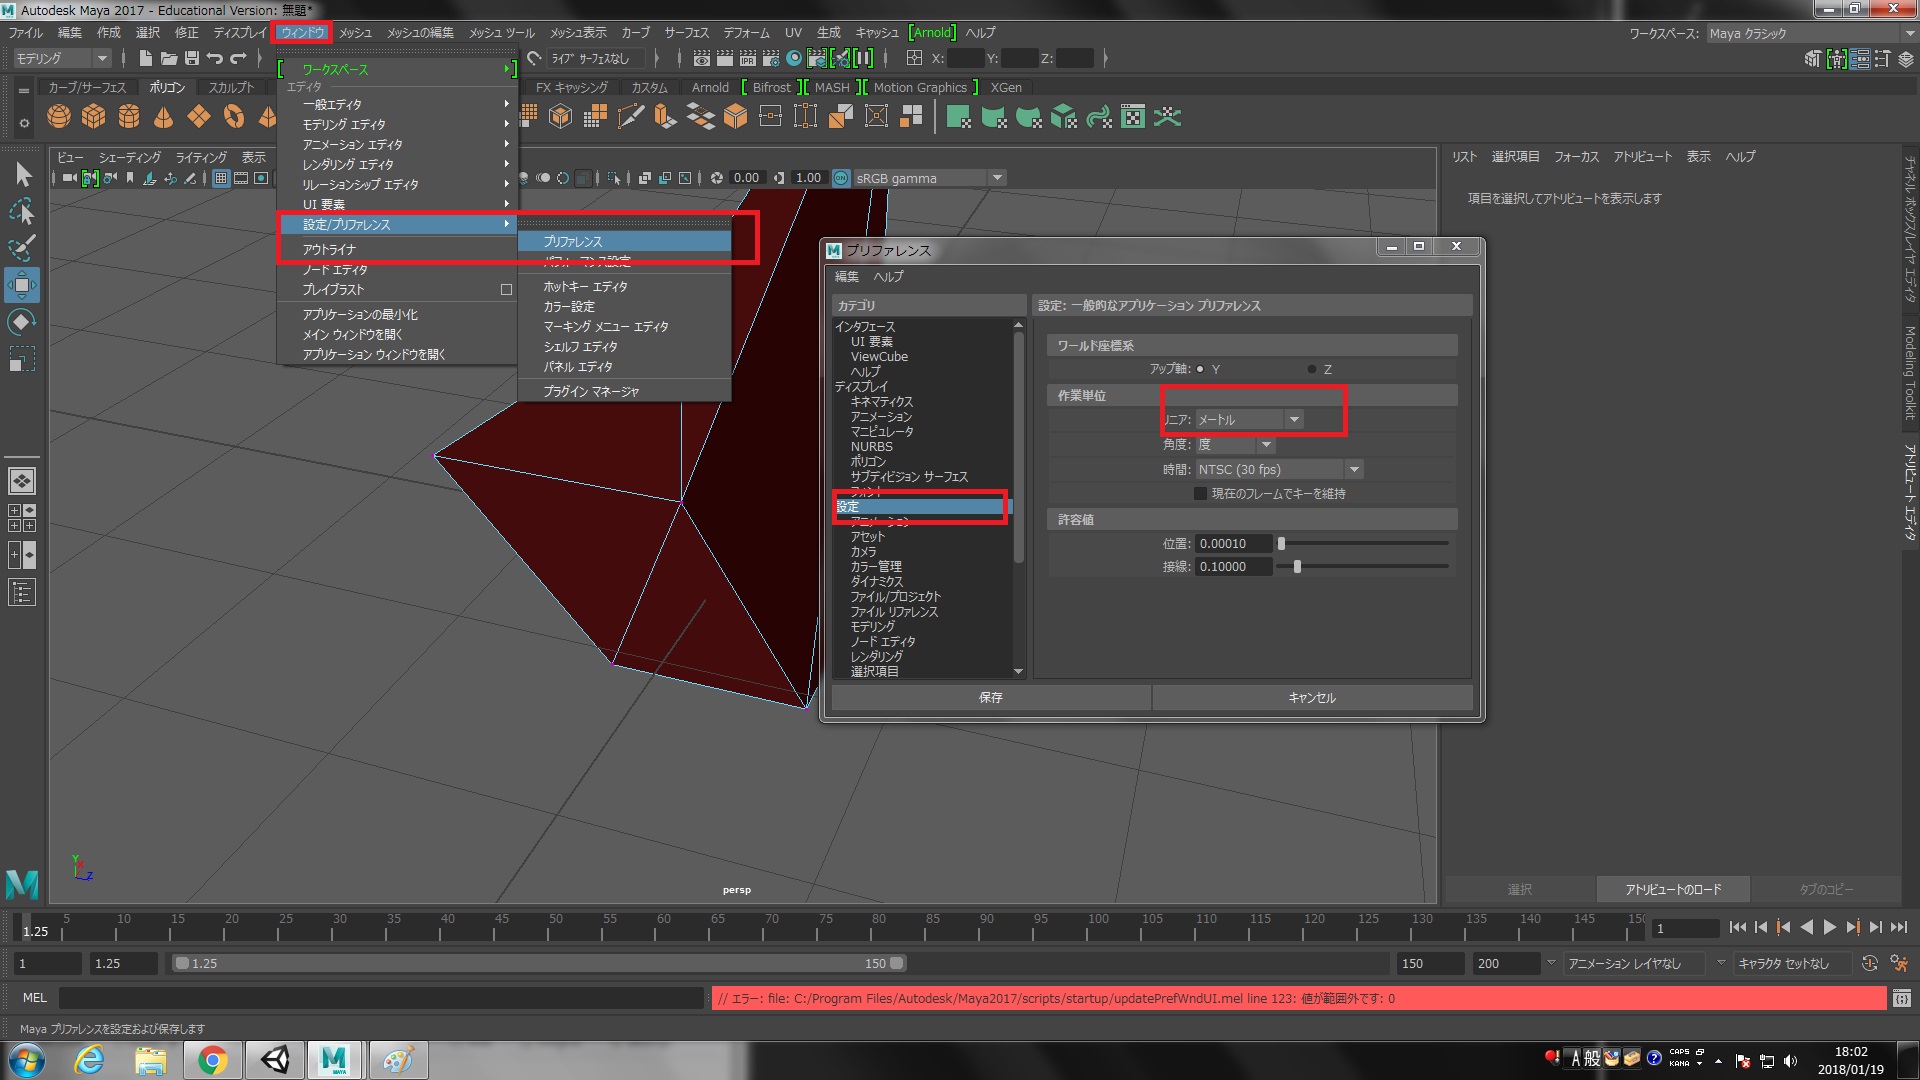 Autodesk Maya 2017 - Educational Version: 無題*
ファイル 編集 作成 選択 修正 ディスプレイ ウィンドウ メッシュ メッシュの編集 メッシュ ツール メッシュ表示 カーブ サーフェス デフォーム UV 生成 キャッシュ [Arnold] ヘルプ
ワークスペース: Maya クラシック
モデリング
ライブ サーフェスなし
X: Y: Z:
カーブ/サーフェス ポリゴン スカルプト
FX キャッシング カスタム Arnold [ Bifrost ][ MASH ][ Motion Graphics ] XGen
[ ワークスペース ]
エディタ
一般エディタ
モデリング エディタ
アニメーション エディタ
レンダリング エディタ
リレーションシップ エディタ
UI 要素
設定/プリファレンス
アウトライナ
ノード エディタ
プレイブラスト
アプリケーションの最小化
メイン ウィンドウを開く
アプリケーション ウィンドウを開く
プリファレンス
パフォーマンス設定
ホットキー エディタ
カラー設定
マーキング メニュー エディタ
シェルフ エディタ
パネル エディタ
プラグイン マネージャ
ビュー シェーディング ライティング 表示
0.00 1.00 ON sRGB gamma
リスト 選択項目 フォーカス アトリビュート 表示 ヘルプ
項目を選択してアトリビュートを表示します
チャネル ボックス/レイヤ エディタ
Modeling Toolkit
アトリビュート エディタ
プリファレンス
編集 ヘルプ
カテゴリ
インタフェース
UI 要素
ViewCube
ヘルプ
ディスプレイ
キネマティクス
アニメーション
マニピュレータ
NURBS
ポリゴン
サブディビジョン サーフェス
フォント
設定
アニメーション
アセット
カメラ
カラー管理
ダイナミクス
ファイル/プロジェクト
ファイル リファレンス
モデリング
ノード エディタ
レンダリング
選択項目
設定: 一般的なアプリケーション プリファレンス
ワールド座標系
アップ軸: Y Z
作業単位
リニア: メートル
角度: 度
時間: NTSC (30 fps)
現在のフレームでキーを維持
許容値
位置: 0.00010
接線: 0.10000
保存 キャンセル
Y
Z
persp
選択 アトリビュートのロード タブのコピー
5 10 15 20 25 30 35 40 45 50 55 60 65 70 75 80 85 90 95 100 105 110 115 120 125 130 135 140 145 150
1.25
1
1 1.25 1.25 150 150 200 アニメーション レイヤなし キャラクタ セットなし
MEL
// エラー: file: C:/Program Files/Autodesk/Maya2017/scripts/startup/updatePrefWndUI.mel line 123: 値が範囲外です: 0
Maya プリファレンスを設定および保存します
MAYA
A 般
CAPS
KANA
18:02
2018/01/19